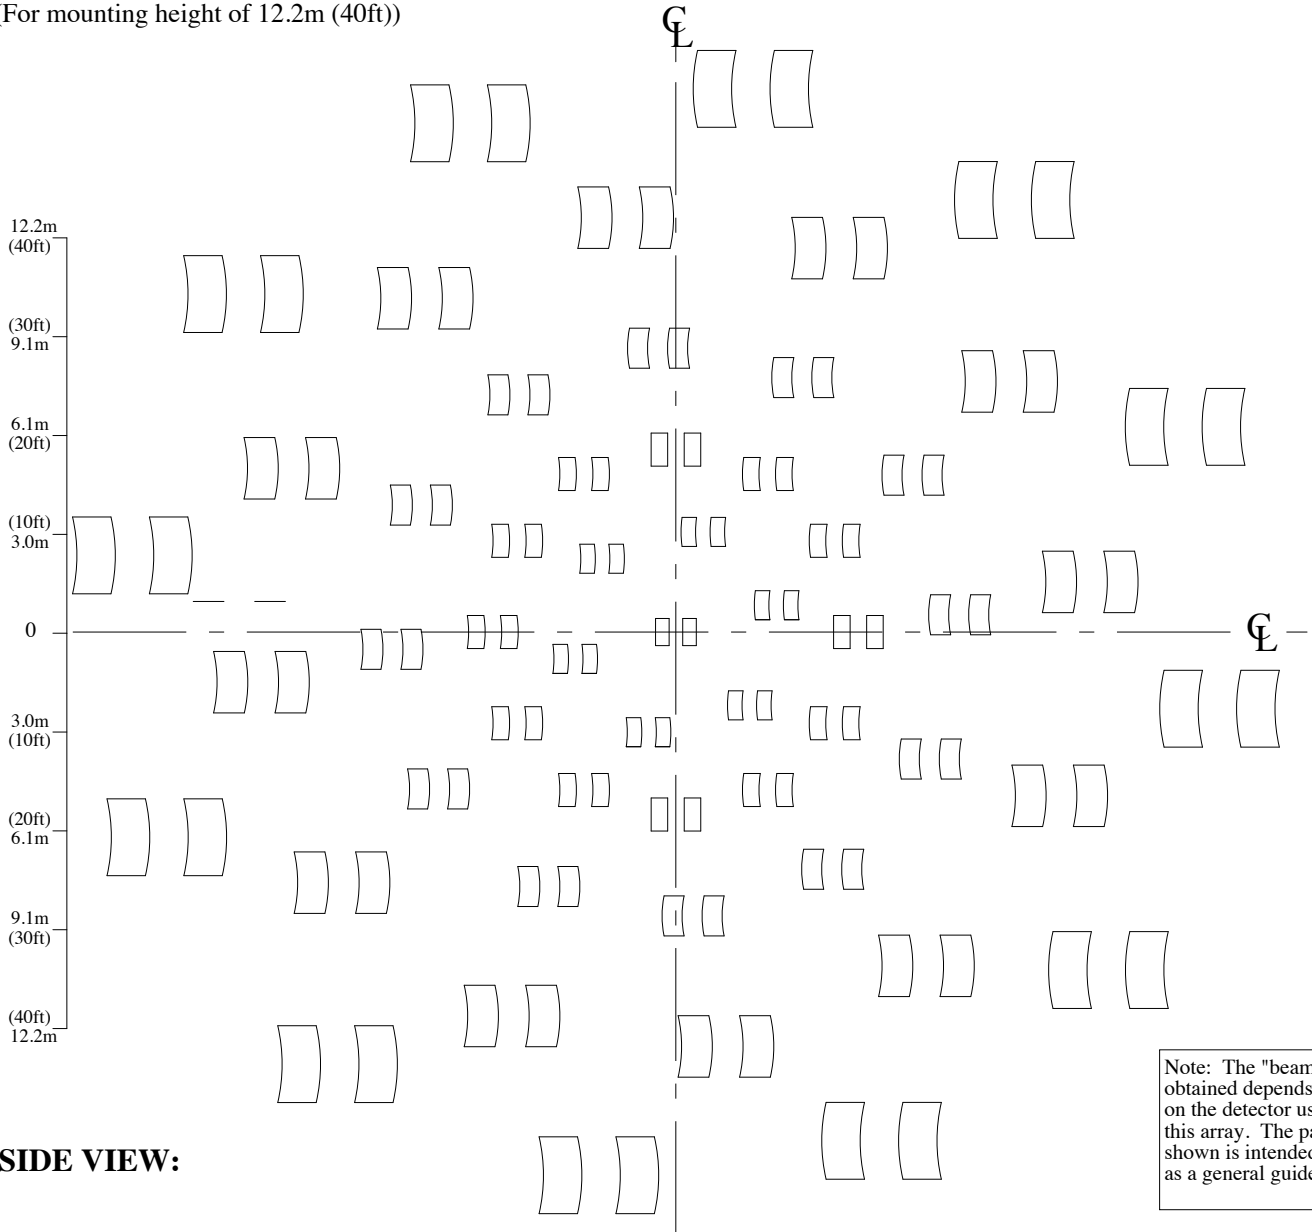 (For mounting height of 12.2m (40ft))
℄
12.2m
(40ft)
(30ft)
9.1m
6.1m
(20ft)
(10ft)
3.0m
0
℄
3.0m
(10ft)
(20ft)
6.1m
9.1m
(30ft)
(40ft)
12.2m
Note: The "beam
obtained depends
on the detector us
this array. The pa
shown is intended
as a general guide
SIDE VIEW: